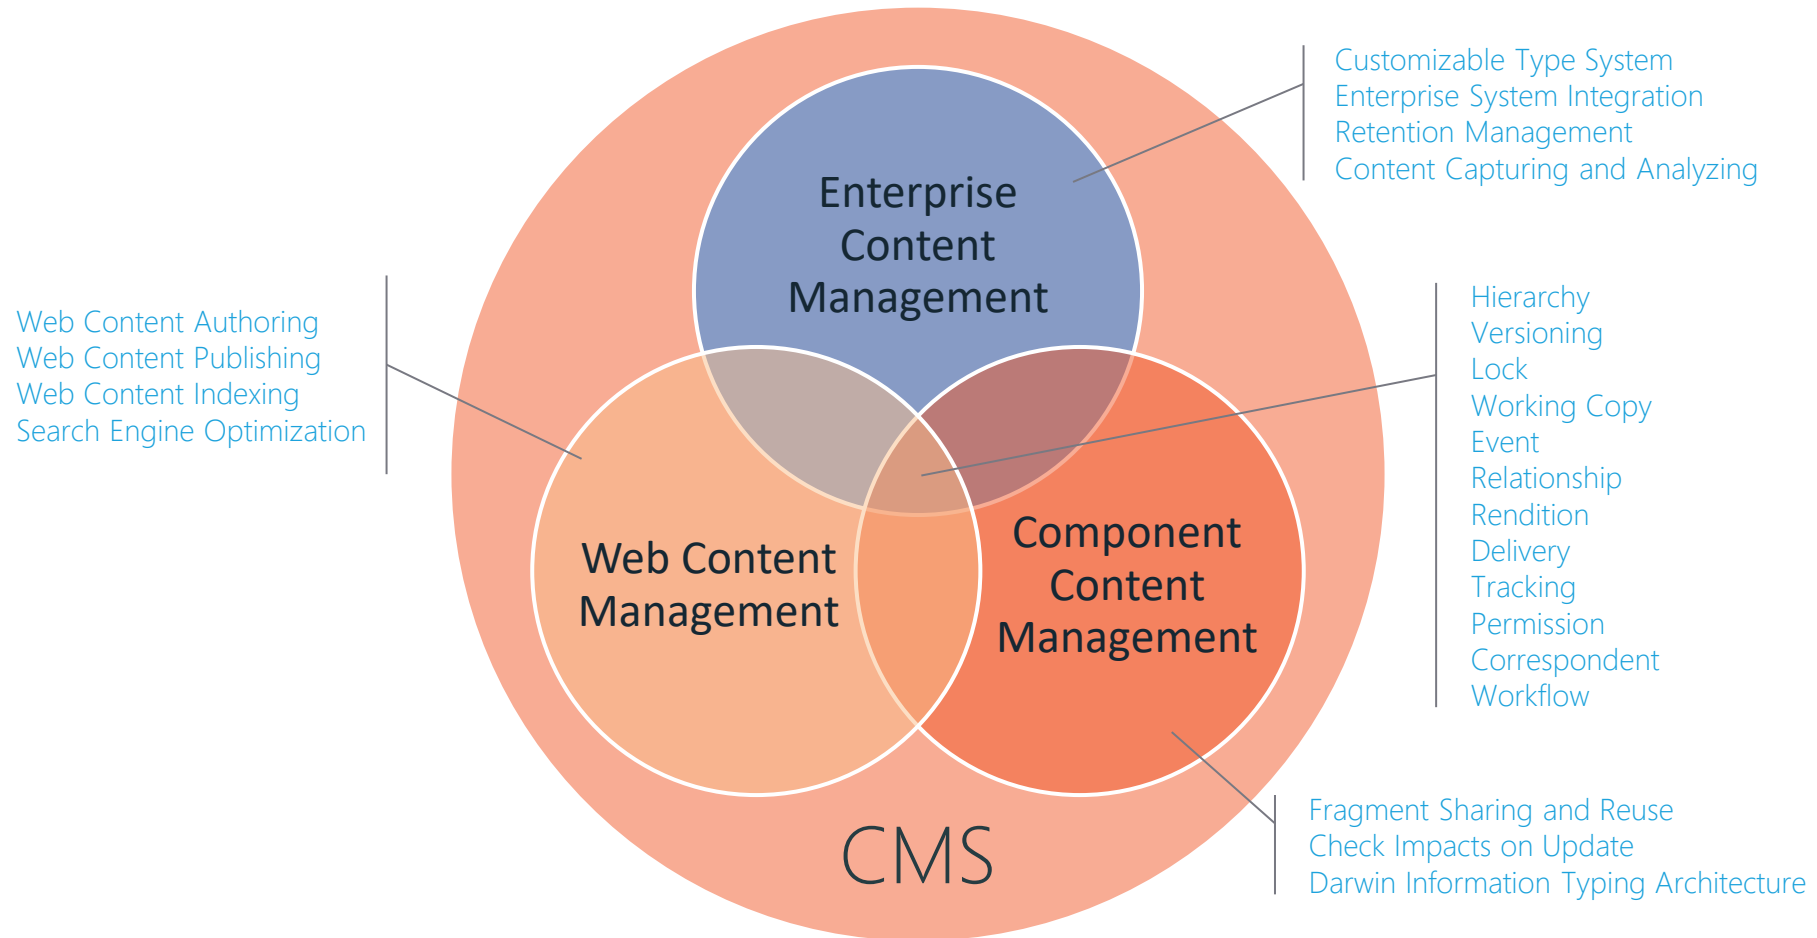 Customizable Type System
Enterprise System Integration
Retention Management
Content Capturing and Analyzing
Enterprise
Content
Management
Web Content Authoring
Web Content Publishing
Web Content Indexing
Search Engine Optimization
Hierarchy
Versioning
Lock
Working Copy
Event
Relationship
Rendition
Delivery
Tracking
Permission
Correspondent
Workflow
Web Content
Management
Component
Content
Management
Fragment Sharing and Reuse
Check Impacts on Update
Darwin Information Typing Architecture
CMS